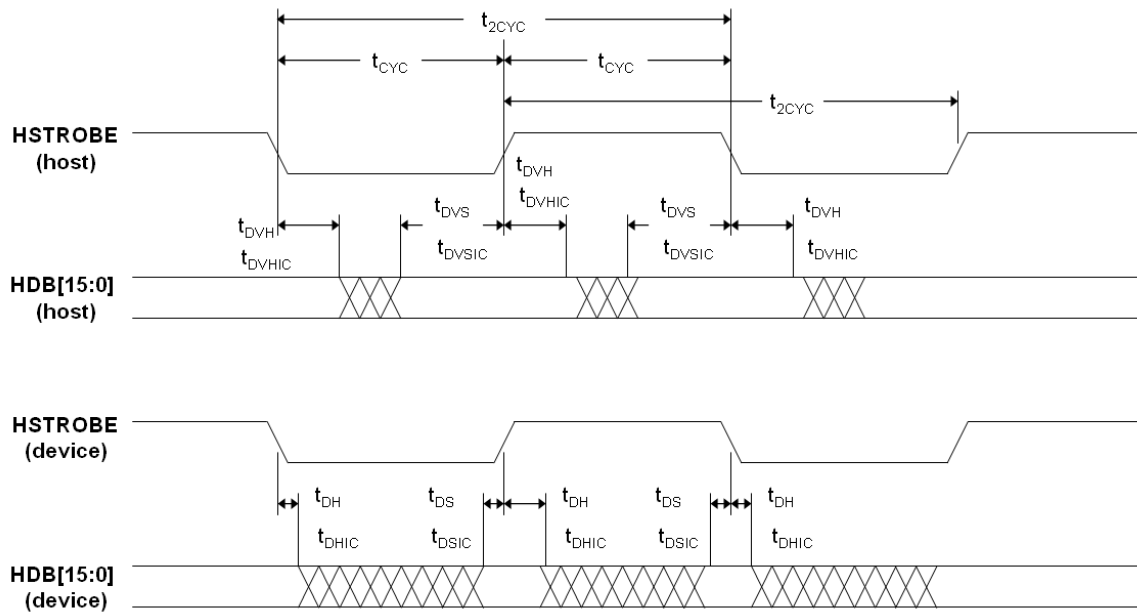 t2CYC
tCYC tCYC
t2CYC
HSTROBE
(host)
tDVH
tDVHIC
tDVH
tDVHIC
tDVS
tDVSIC
tDVS
tDVSIC
tDVH
tDVHIC
HDB[15:0]
(host)
HSTROBE
(device)
tDH
tDHIC
tDS
tDSIC
tDH
tDHIC
tDS
tDSIC
tDH
tDHIC
HDB[15:0]
(device)